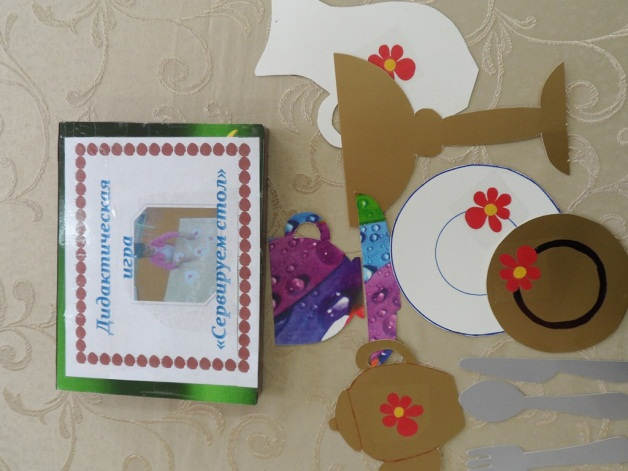 Дидактическая
игра
«Сервируем стол»